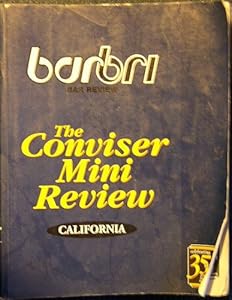 barbri
BAR REVIEW
The
Conviser
Mini
Review
CALIFORNIA
35